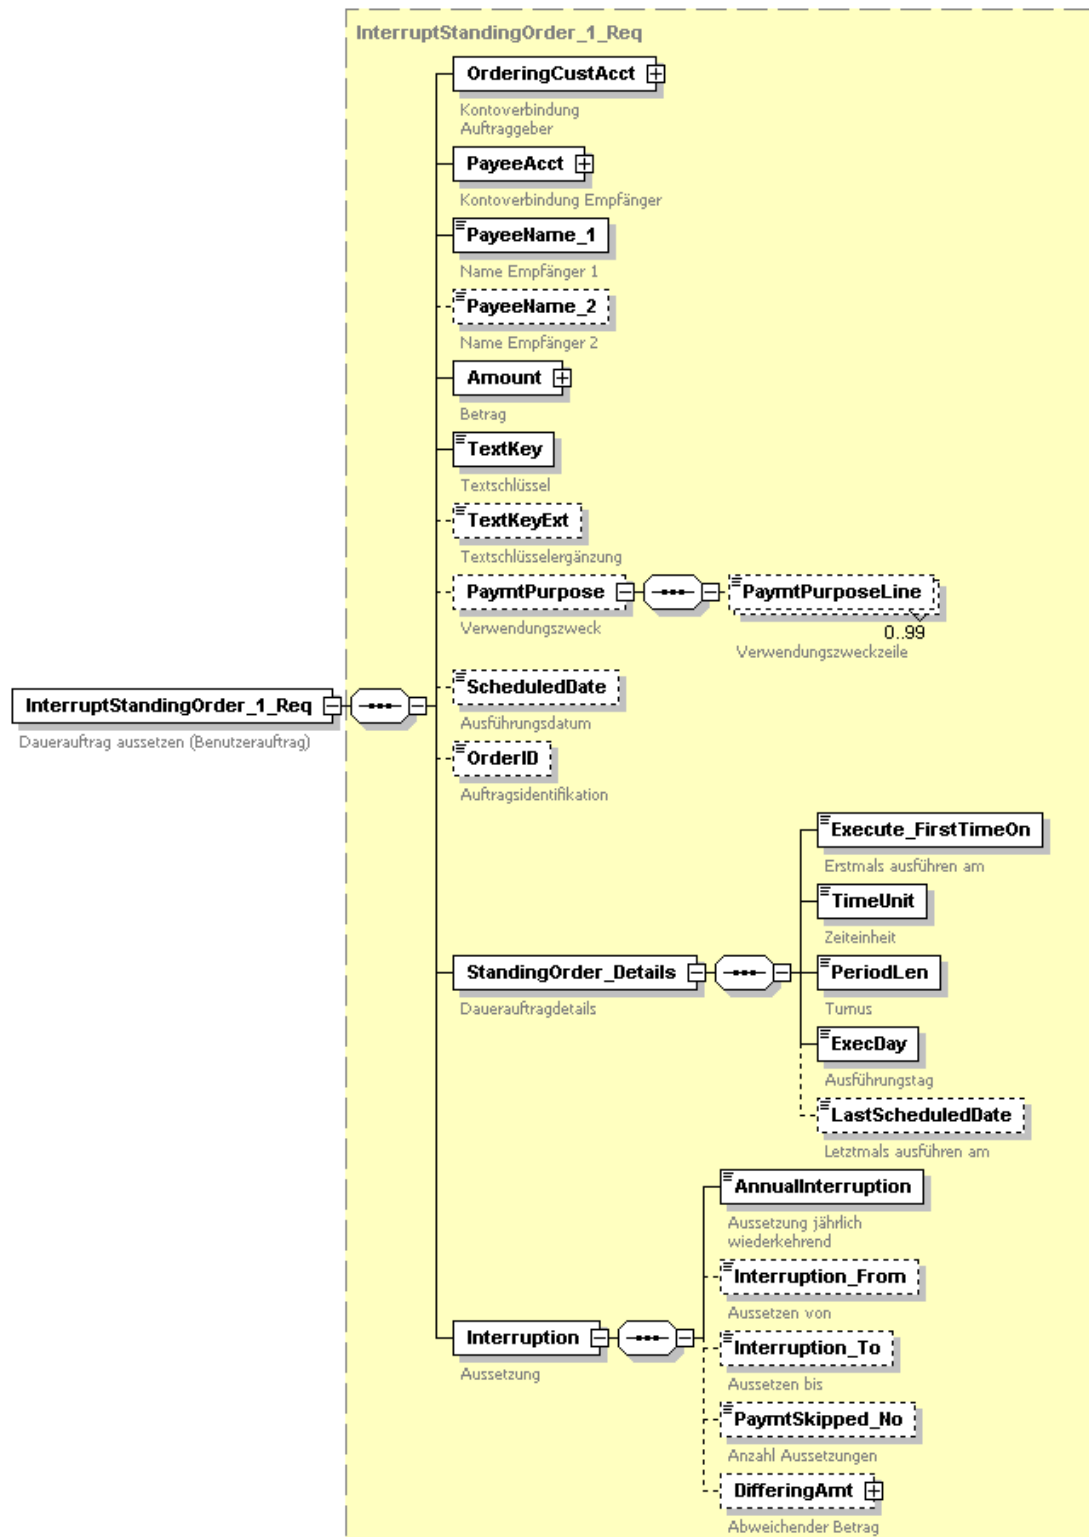 InterruptStandingOrder_1_Req
OrderingCustAcct
Kontoverbindung
Auftraggeber
PayeeAcct
Kontoverbindung Empfänger
PayeeName_1
Name Empfänger 1
PayeeName_2
Name Empfänger 2
Amount
Betrag
TextKey
Textschlüssel
TextKeyExt
Textschlüsselergänzung
PaymtPurpose
Verwendungszweck
PaymtPurposeLine
0..99
Verwendungszweckzeile
InterruptStandingOrder_1_Req
Dauerauftrag aussetzen (Benutzerauftrag)
ScheduledDate
Ausführungsdatum
OrderID
Auftragsidentifikation
StandingOrder_Details
Dauerauftragdetails
Execute_FirstTimeOn
Erstmals ausführen am
TimeUnit
Zeiteinheit
PeriodLen
Turnus
ExecDay
Ausführungstag
LastScheduledDate
Letztmals ausführen am
Interruption
Aussetzung
AnnualInterruption
Aussetzung jährlich
wiederkehrend
Interruption_From
Aussetzen von
Interruption_To
Aussetzen bis
PaymtSkipped_No
Anzahl Aussetzungen
DifferingAmt
Abweichender Betrag